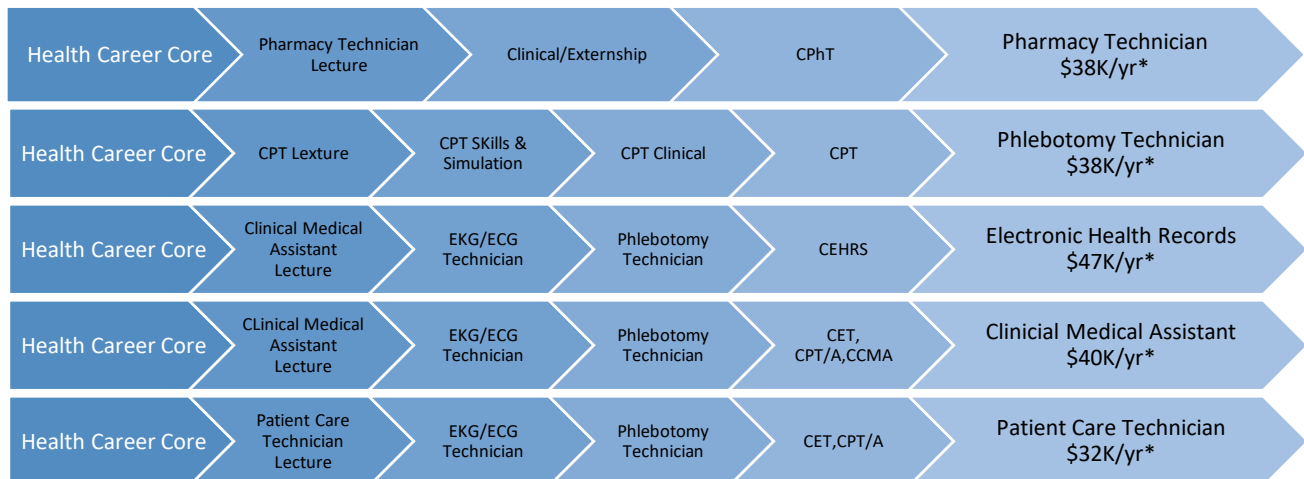 Health Career Core
Pharmacy Technician
Lecture
Clinical/Externship
CPhT
Pharmacy Technician
$38K/yr*
Health Career Core
CPT Lexture
CPT SKills &
Simulation
CPT Clinical
CPT
Phlebotomy Technician
$38K/yr*
Health Career Core
Clinical Medical
Assistant
Lecture
EKG/ECG
Technician
Phlebotomy
Technician
CEHRS
Electronic Health Records
$47K/yr*
Health Career Core
CLinical Medical
Assistant
Lecture
EKG/ECG
Technician
Phlebotomy
Technician
CET,
CPT/A,CCMA
Clinicial Medical Assistant
$40K/yr*
Health Career Core
Patient Care
Technician
Lecture
EKG/ECG
Technician
Phlebotomy
Technician
CET,CPT/A
Patient Care Technician
$32K/yr*